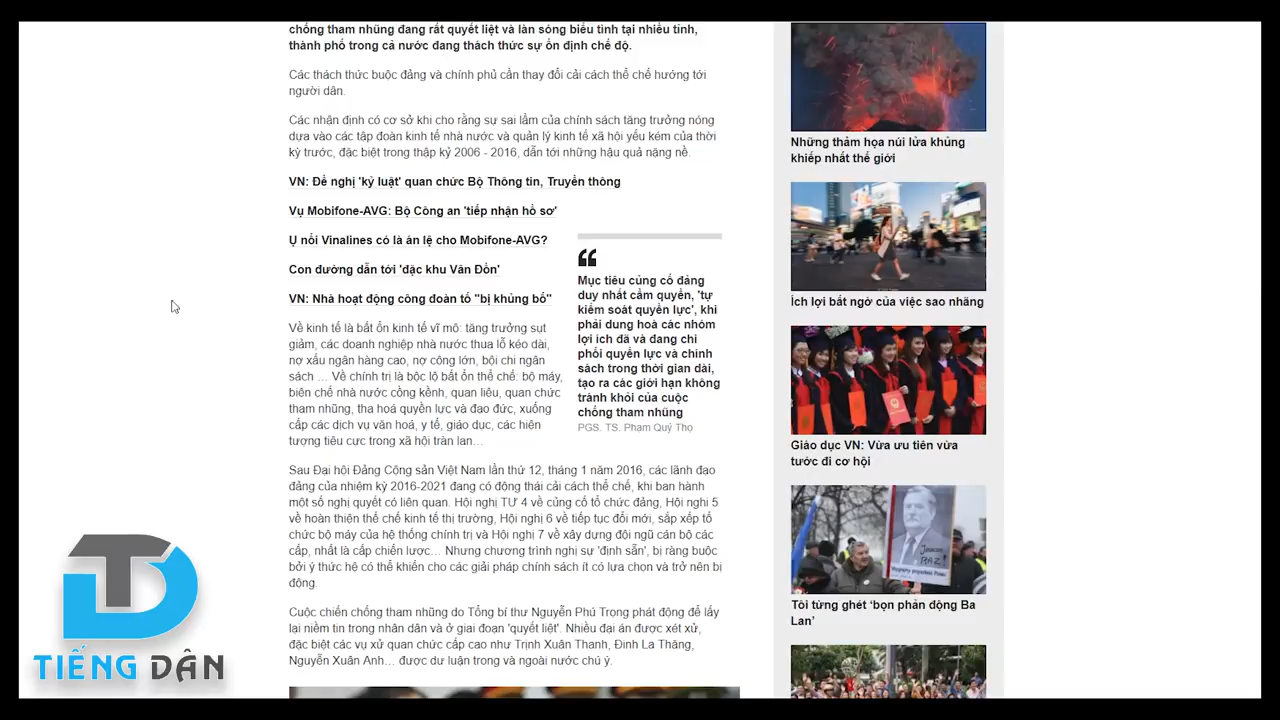 chống tham nhũng đang rất quyết liệt và làn sóng biểu tình tại nhiều tỉnh,
thành phố trong cả nước đang thách thức sự ổn định chế độ.
Các thách thức buộc đảng và chính phủ cần thay đổi cải cách thể chế hướng tới
người dân.
Các nhận định có cơ sở khi cho rằng sự sai lầm của chính sách tăng trưởng nóng
dựa vào các tập đoàn kinh tế nhà nước và quản lý kinh tế xã hội yếu kém của thời
kỳ trước, đặc biệt trong thập kỷ 2006 - 2016, dẫn tới những hậu quả nặng nề.
VN: Đề nghị 'kỷ luật' quan chức Bộ Thông tin, Truyền thông
Vụ Mobifone-AVG: Bộ Công an 'tiếp nhận hồ sơ'
Ụ nổi Vinalines có là án lệ cho Mobifone-AVG?
Con đường dẫn tới 'đặc khu Vân Đồn'
VN: Nhà hoạt động công đoàn tố "bị khủng bố"
Về kinh tế là bất ổn kinh tế vĩ mô: tăng trưởng sụt
giảm, các doanh nghiệp nhà nước thua lỗ kéo dài,
nợ xấu ngân hàng cao, nợ công lớn, bội chi ngân
sách ... Về chính trị là bộc lộ bất ổn thể chế: bộ máy,
biên chế nhà nước cồng kềnh, quan liêu, quan chức
tham nhũng, tha hoá quyền lực và đạo đức, xuống
cấp các dịch vụ văn hoá, y tế, giáo dục, các hiện
tượng tiêu cực trong xã hội tràn lan…
“
Mục tiêu củng cố đảng
duy nhất cầm quyền, 'tự
kiểm soát quyền lực', khi
phải dung hoà các nhóm
lợi ích đã và đang chi
phối quyền lực và chính
sách trong thời gian dài,
tạo ra các giới hạn không
tránh khỏi của cuộc
chống tham nhũng
PGS. TS. Phạm Quý Thọ
Sau Đại hội Đảng Cộng sản Việt Nam lần thứ 12, tháng 1 năm 2016, các lãnh đạo
đảng của nhiệm kỳ 2016-2021 đang có động thái cải cách thể chế, khi ban hành
một số nghị quyết có liên quan. Hội nghị TƯ 4 về củng cố tổ chức đảng, Hội nghi 5
về hoàn thiện thể chế kinh tế thị trường, Hội nghị 6 về tiếp tục đổi mới, sắp xếp tổ
chức bộ máy của hệ thống chính trị và Hội nghị 7 về xây dựng đội ngũ cán bộ các
cấp, nhất là cấp chiến lược… Nhưng chương trình nghị sự 'định sẵn', bị ràng buộc
bởi ý thức hệ có thể khiến cho các giải pháp chính sách ít có lựa chọn và trở nên bị
động.
Cuộc chiến chống tham nhũng do Tổng bí thư Nguyễn Phú Trọng phát động để lấy
lại niềm tin trong nhân dân và ở giai đoạn 'quyết liệt'. Nhiều đại án được xét xử,
đặc biệt các vụ xử quan chức cấp cao như Trịnh Xuân Thanh, Đinh La Thăng,
Nguyễn Xuân Anh… được dư luận trong và ngoài nước chú ý.
Những thảm họa núi lửa khủng
khiếp nhất thế giới
Ích lợi bất ngờ của việc sao nhãng
Giáo dục VN: Vừa ưu tiên vừa
tước đi cơ hội
Tôi từng ghét ‘bọn phản động Ba
Lan’
TD
TIẾNG DÂN